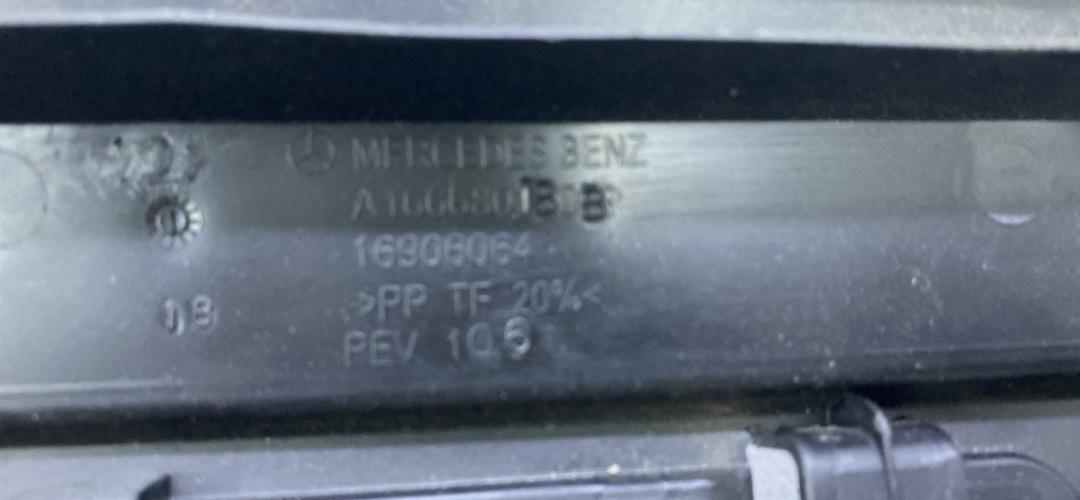 MERCEDES BENZ
16906064
>PP TF 20%<
PEV 106
18